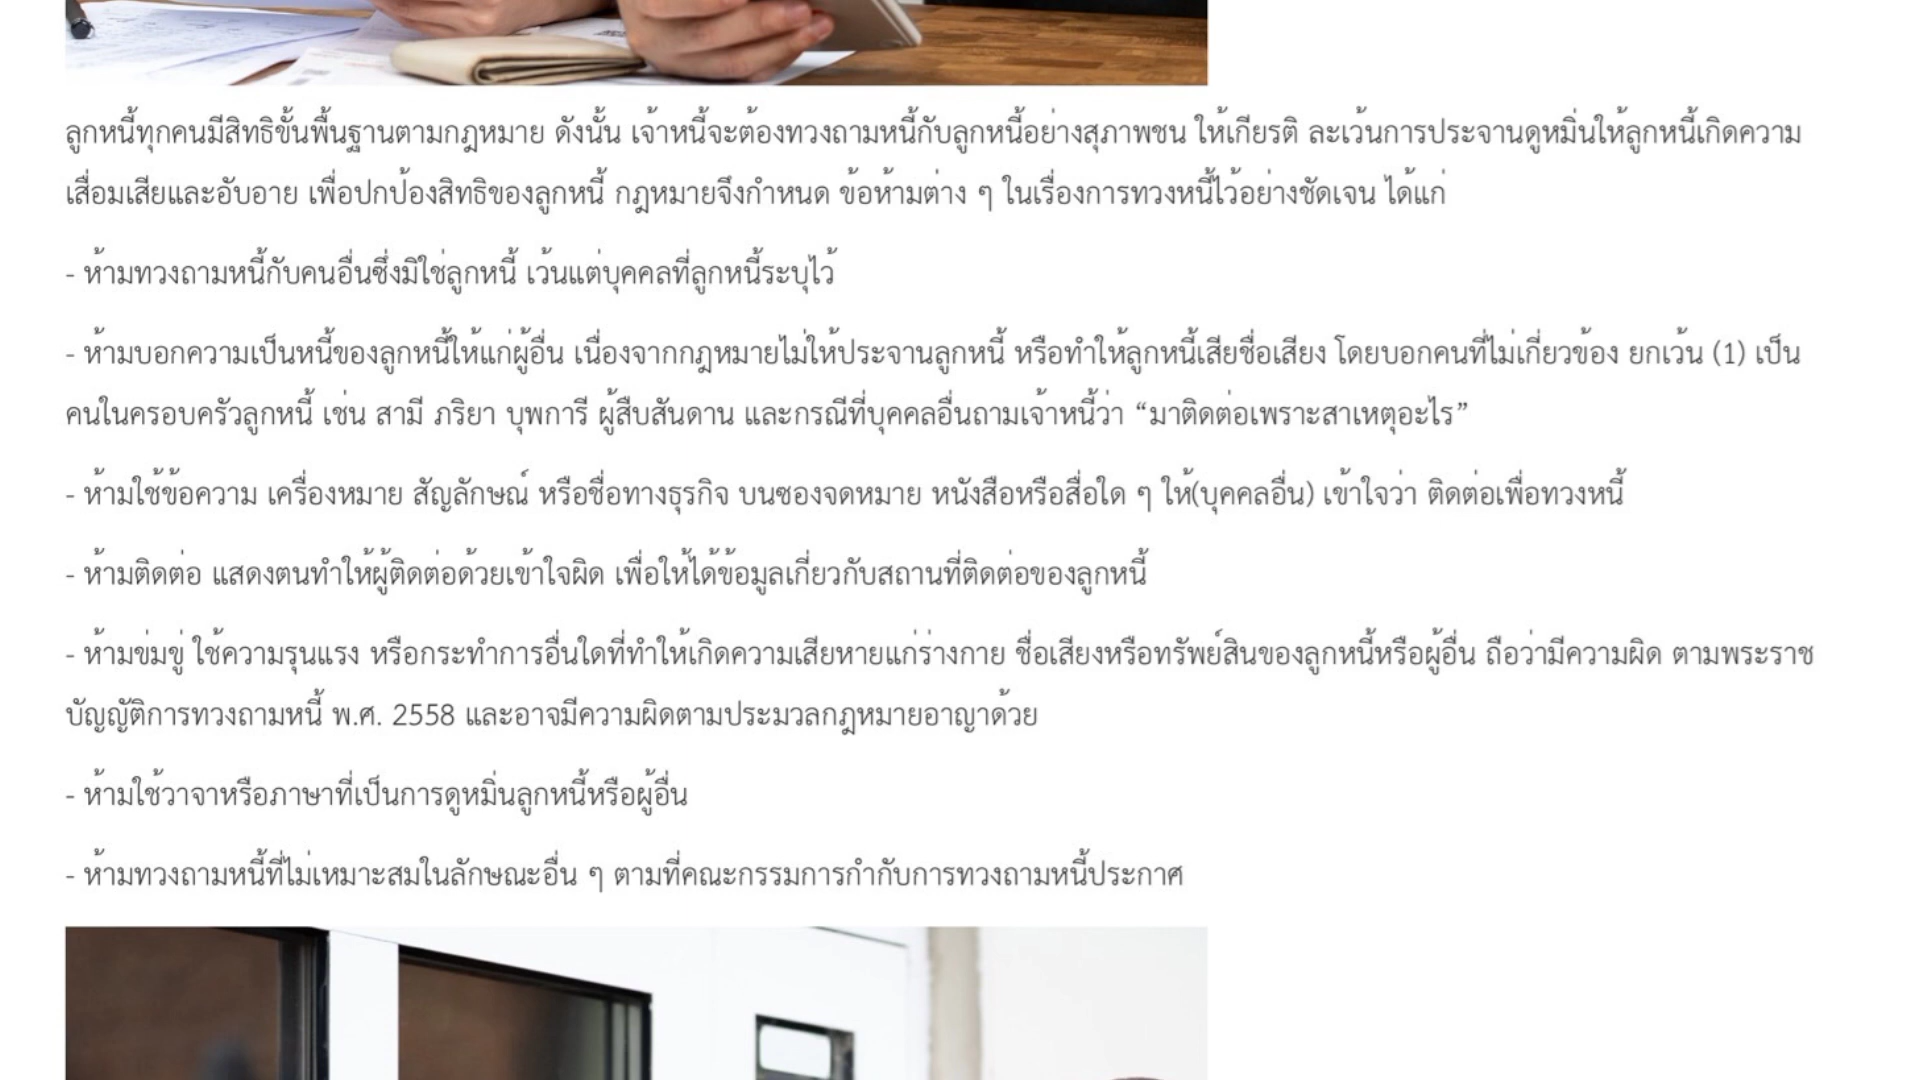 ลูกหนี้ทุกคนมีสิทธิขั้นพื้นฐานตามกฎหมาย ดังนั้น เจ้าหนี้จะต้องทวงถามหนี้กับลูกหนี้อย่างสุภาพชน ให้เกียรติ ละเว้นการประจานดูหมิ่นให้ลูกหนี้เกิดความ
เสื่อมเสียและอับอาย เพื่อปกป้องสิทธิของลูกหนี้ กฎหมายจึงกำหนด ข้อห้ามต่าง ๆ ในเรื่องการทวงหนี้ไว้อย่างชัดเจน ได้แก่
- ห้ามทวงถามหนี้กับคนอื่นซึ่งมิใช่ลูกหนี้ เว้นแต่บุคคลที่ลูกหนี้ระบุไว้
- ห้ามบอกความเป็นหนี้ของลูกหนี้ให้แก่ผู้อื่น เนื่องจากกฎหมายไม่ให้ประจานลูกหนี้ หรือทำให้ลูกหนี้เสียชื่อเสียง โดยบอกคนที่ไม่เกี่ยวข้อง ยกเว้น (1) เป็น
คนในครอบครัวลูกหนี้ เช่น สามี ภริยา บุพการี ผู้สืบสันดาน และกรณีที่บุคคลอื่นถามเจ้าหนี้ว่า “มาติดต่อเพราะสาเหตุอะไร”
- ห้ามใช้ข้อความ เครื่องหมาย สัญลักษณ์ หรือชื่อทางธุรกิจ บนซองจดหมาย หนังสือหรือสื่อใด ๆ ให้(บุคคลอื่น) เข้าใจว่า ติดต่อเพื่อทวงหนี้
- ห้ามติดต่อ แสดงตนทำให้ผู้ติดต่อด้วยเข้าใจผิด เพื่อให้ได้ข้อมูลเกี่ยวกับสถานที่ติดต่อของลูกหนี้
- ห้ามข่มขู่ ใช้ความรุนแรง หรือกระทำการอื่นใดที่ทำให้เกิดความเสียหายแก่ร่างกาย ชื่อเสียงหรือทรัพย์สินของลูกหนี้หรือผู้อื่น ถือว่ามีความผิด ตามพระราช
บัญญัติการทวงถามหนี้ พ.ศ. 2558 และอาจมีความผิดตามประมวลกฎหมายอาญาด้วย
- ห้ามใช้วาจาหรือภาษาที่เป็นการดูหมิ่นลูกหนี้หรือผู้อื่น
- ห้ามทวงถามหนี้ที่ไม่เหมาะสมในลักษณะอื่น ๆ ตามที่คณะกรรมการกำกับการทวงถามหนี้ประกาศ